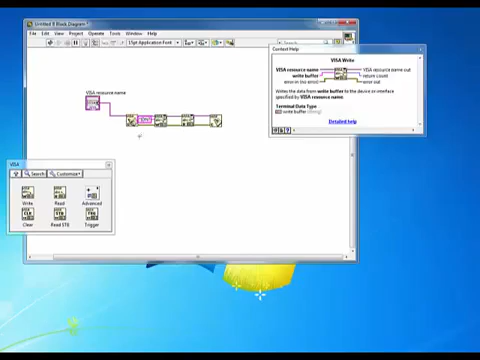 Untitled 8 Block Diagram *
File Edit View Project Operate Tools Window Help
15pt Application Font
Search
Context Help
VISA Write
VISA resource name
VISA resource name out
write buffer
return count
error in (no error)
error out
Writes the data from write buffer to the device or interface
specified by VISA resource name.
Terminal Data Type
write buffer (string)
Detailed help
VISA resource name
VISA
Search
Customize
Write
Read
Advanced
Clear
Read STB
Trigger